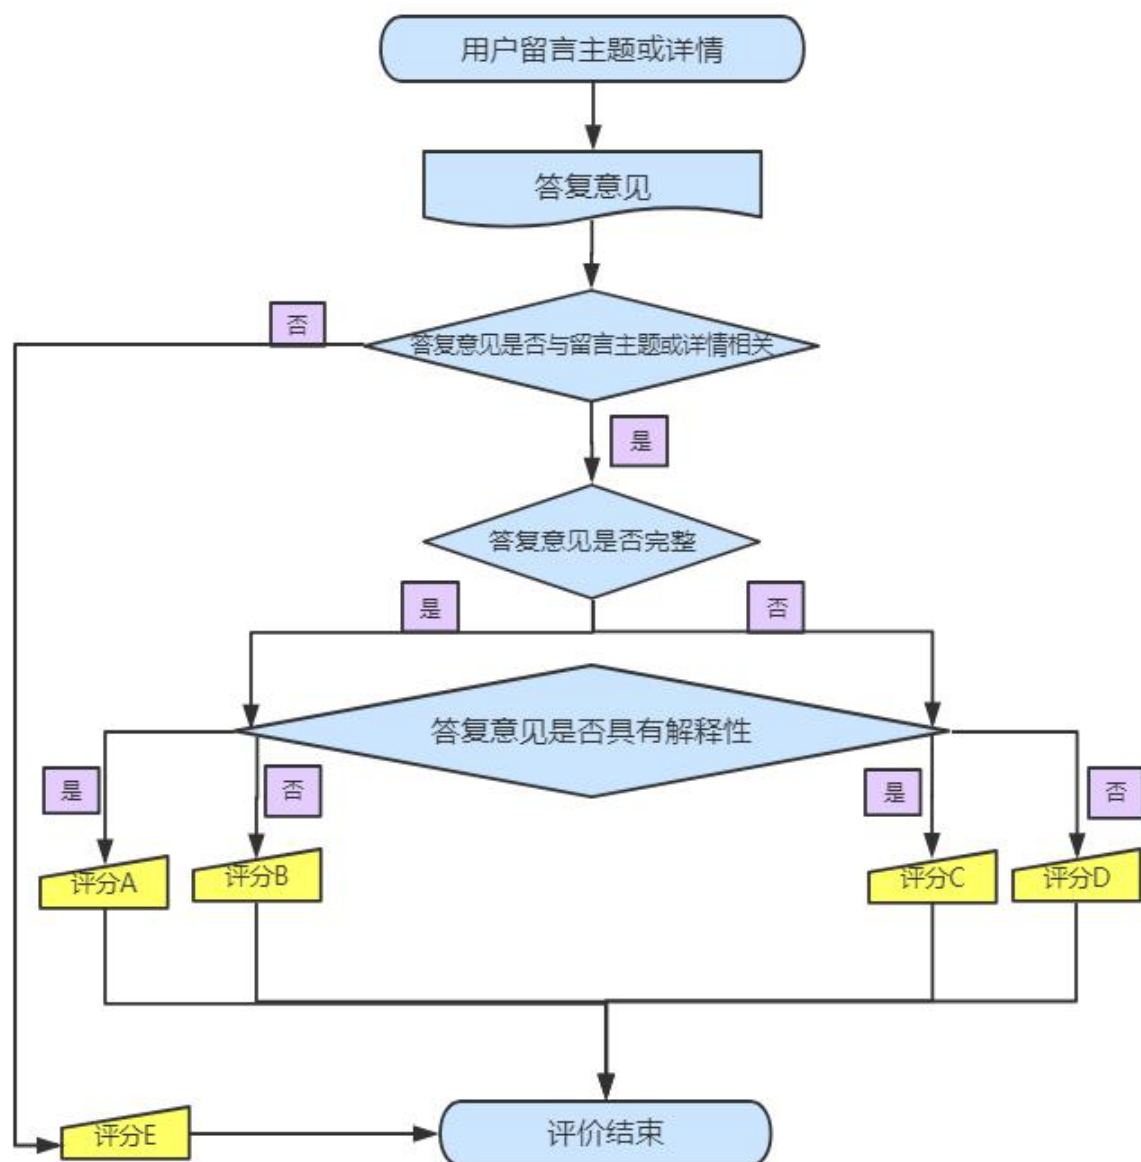 用户留言主题或详情
答复意见
否
答复意见是否与留言主题或详情相关
是
答复意见是否完整
是
否
答复意见是否具有解释性
是
否
是
否
评分A
评分B
评分C
评分D
评分E
评价结束